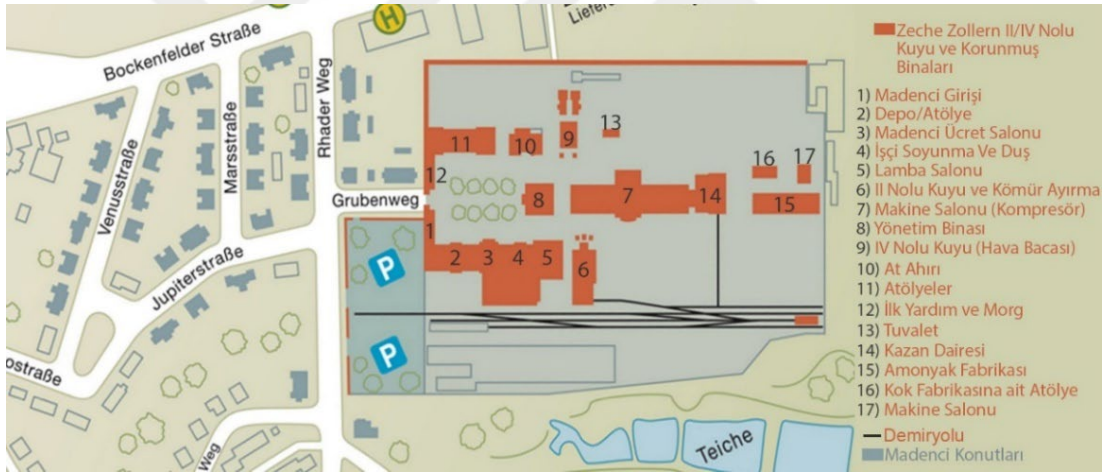 Bockenfelder Straße
Venusstraße
Marsstraße
Rhader Weg
Jupiterstraße
ostraße
Weg
Grubenweg
H
Liefer
P
P
Teiche
1
2
3
4
5
6
7
8
9
10
11
12
13
14
15
16
17
Zeche Zollern II/IV Nolu
Kuyu ve Korunmuş
Binaları
1) Madenci Girişi
2) Depo/Atölye
3) Madenci Ücret Salonu
4) İşçi Soyunma Ve Duş
5) Lamba Salonu
6) II Nolu Kuyu ve Kömür Ayırma
7) Makine Salonu (Kompresör)
8) Yönetim Binası
9) IV Nolu Kuyu (Hava Bacası)
10) At Ahırı
11) Atölyeler
12) İlk Yardım ve Morg
13) Tuvalet
14) Kazan Dairesi
15) Amonyak Fabrikası
16) Kok Fabrikasına ait Atölye
17) Makine Salonu
Demiryolu
Madenci Konutları